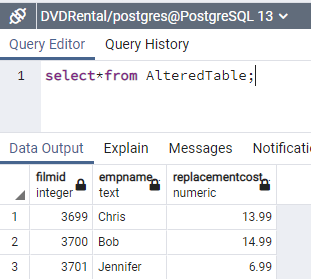 DVDRental/postgres@PostgreSQL 13
Query Editor Query History
1 select*from AlteredTable;
Data Output Explain Messages Notification
filmid empname replacementcost
integer text numeric
1 3699 Chris 13.99
2 3700 Bob 14.99
3 3701 Jennifer 6.99